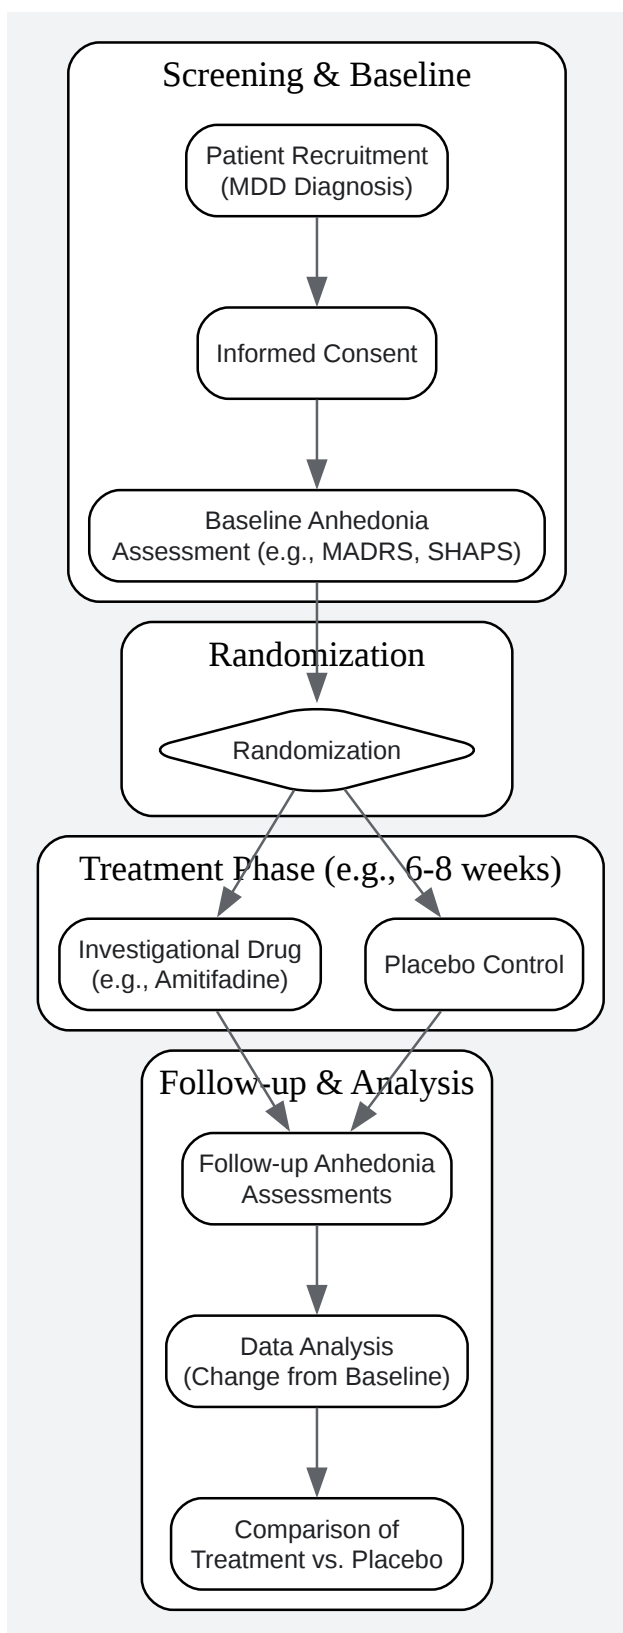 Screening & Baseline
Patient Recruitment
(MDD Diagnosis)
Informed Consent
Baseline Anhedonia
Assessment (e.g., MADRS, SHAPS)
Randomization
Randomization
Treatment Phase (e.g., 6-8 weeks)
Investigational Drug
(e.g., Amitifadine)
Placebo Control
Follow-up & Analysis
Follow-up Anhedonia
Assessments
Data Analysis
(Change from Baseline)
Comparison of
Treatment vs. Placebo